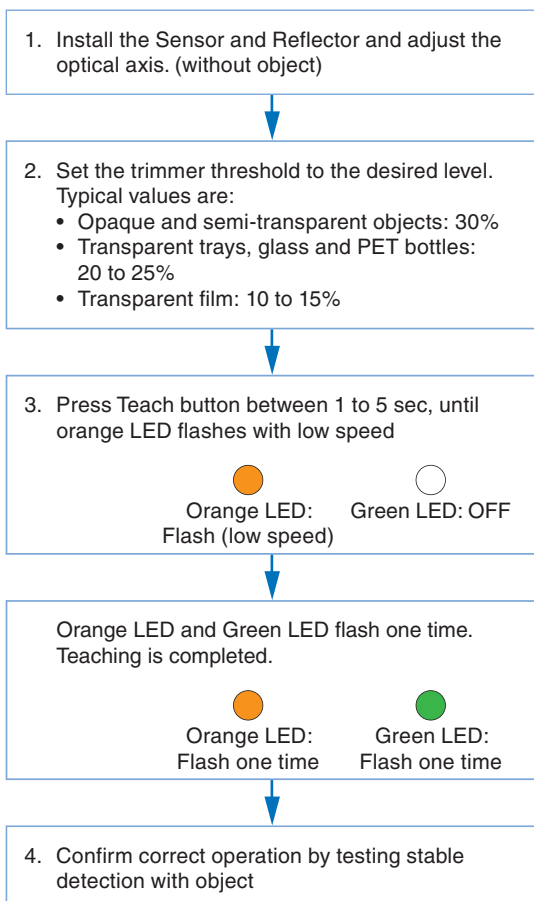 1. Install the Sensor and Reflector and adjust the
optical axis. (without object)
2. Set the trimmer threshold to the desired level.
Typical values are:
• Opaque and semi-transparent objects: 30%
• Transparent trays, glass and PET bottles:
20 to 25%
• Transparent film: 10 to 15%
3. Press Teach button between 1 to 5 sec, until
orange LED flashes with low speed
Orange LED: Green LED: OFF
Flash (low speed)
Orange LED and Green LED flash one time.
Teaching is completed.
Orange LED: Green LED:
Flash one time Flash one time
4. Confirm correct operation by testing stable
detection with object